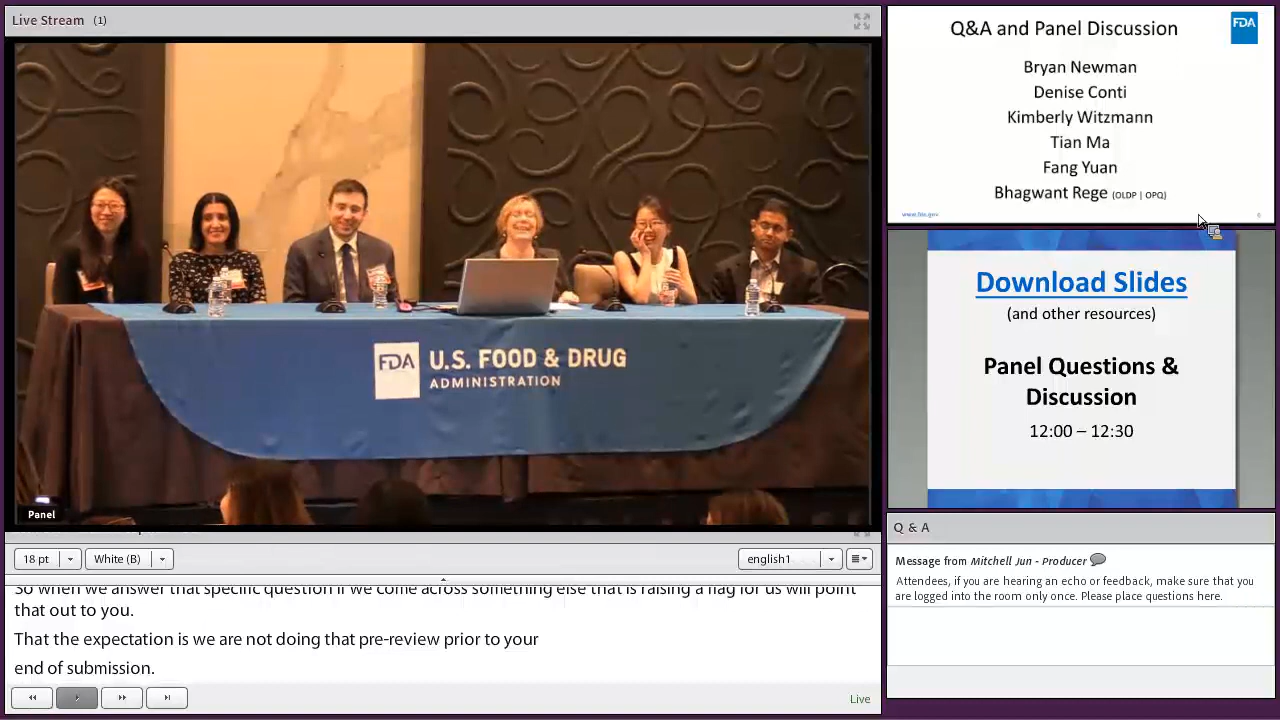 Live Stream (1)
FDA U.S. FOOD & DRUG
ADMINISTRATION
Panel
18 pt
White (B)
english1
So when we answer that specific question if we come across something else that is raising a flag for us will point
that out to you.
That the expectation is we are not doing that pre-review prior to your
end of submission.
Live
Q&A and Panel Discussion
FDA
Bryan Newman
Denise Conti
Kimberly Witzmann
Tian Ma
Fang Yuan
Bhagwant Rege (OLDP | OPQ)
www.fda.gov
6
Download Slides
(and other resources)
Panel Questions &
Discussion
12:00 – 12:30
Q & A
Message from Mitchell Jun - Producer
Attendees, if you are hearing an echo or feedback, make sure that you
are logged into the room only once. Please place questions here.